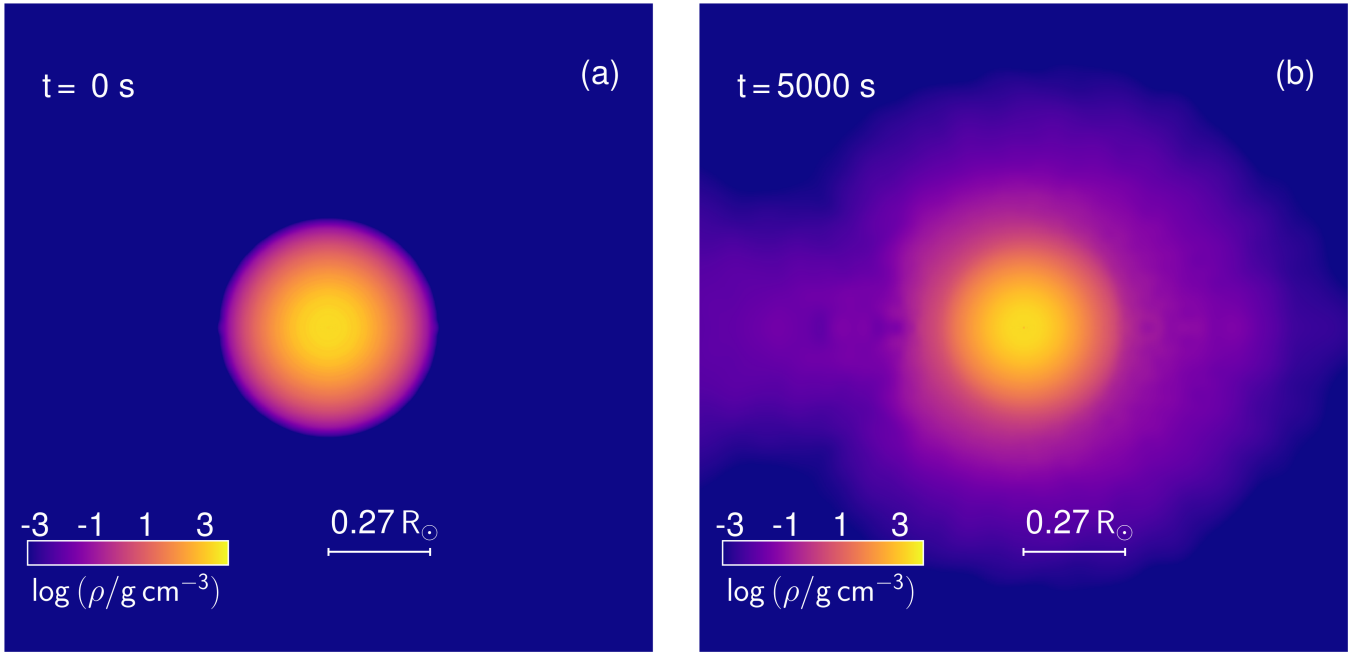 (a)
t = 0 s
-3 -1 1 3
0.27 R☉
log (ρ/g cm⁻³)
(b)
t = 5000 s
-3 -1 1 3
0.27 R☉
log (ρ/g cm⁻³)